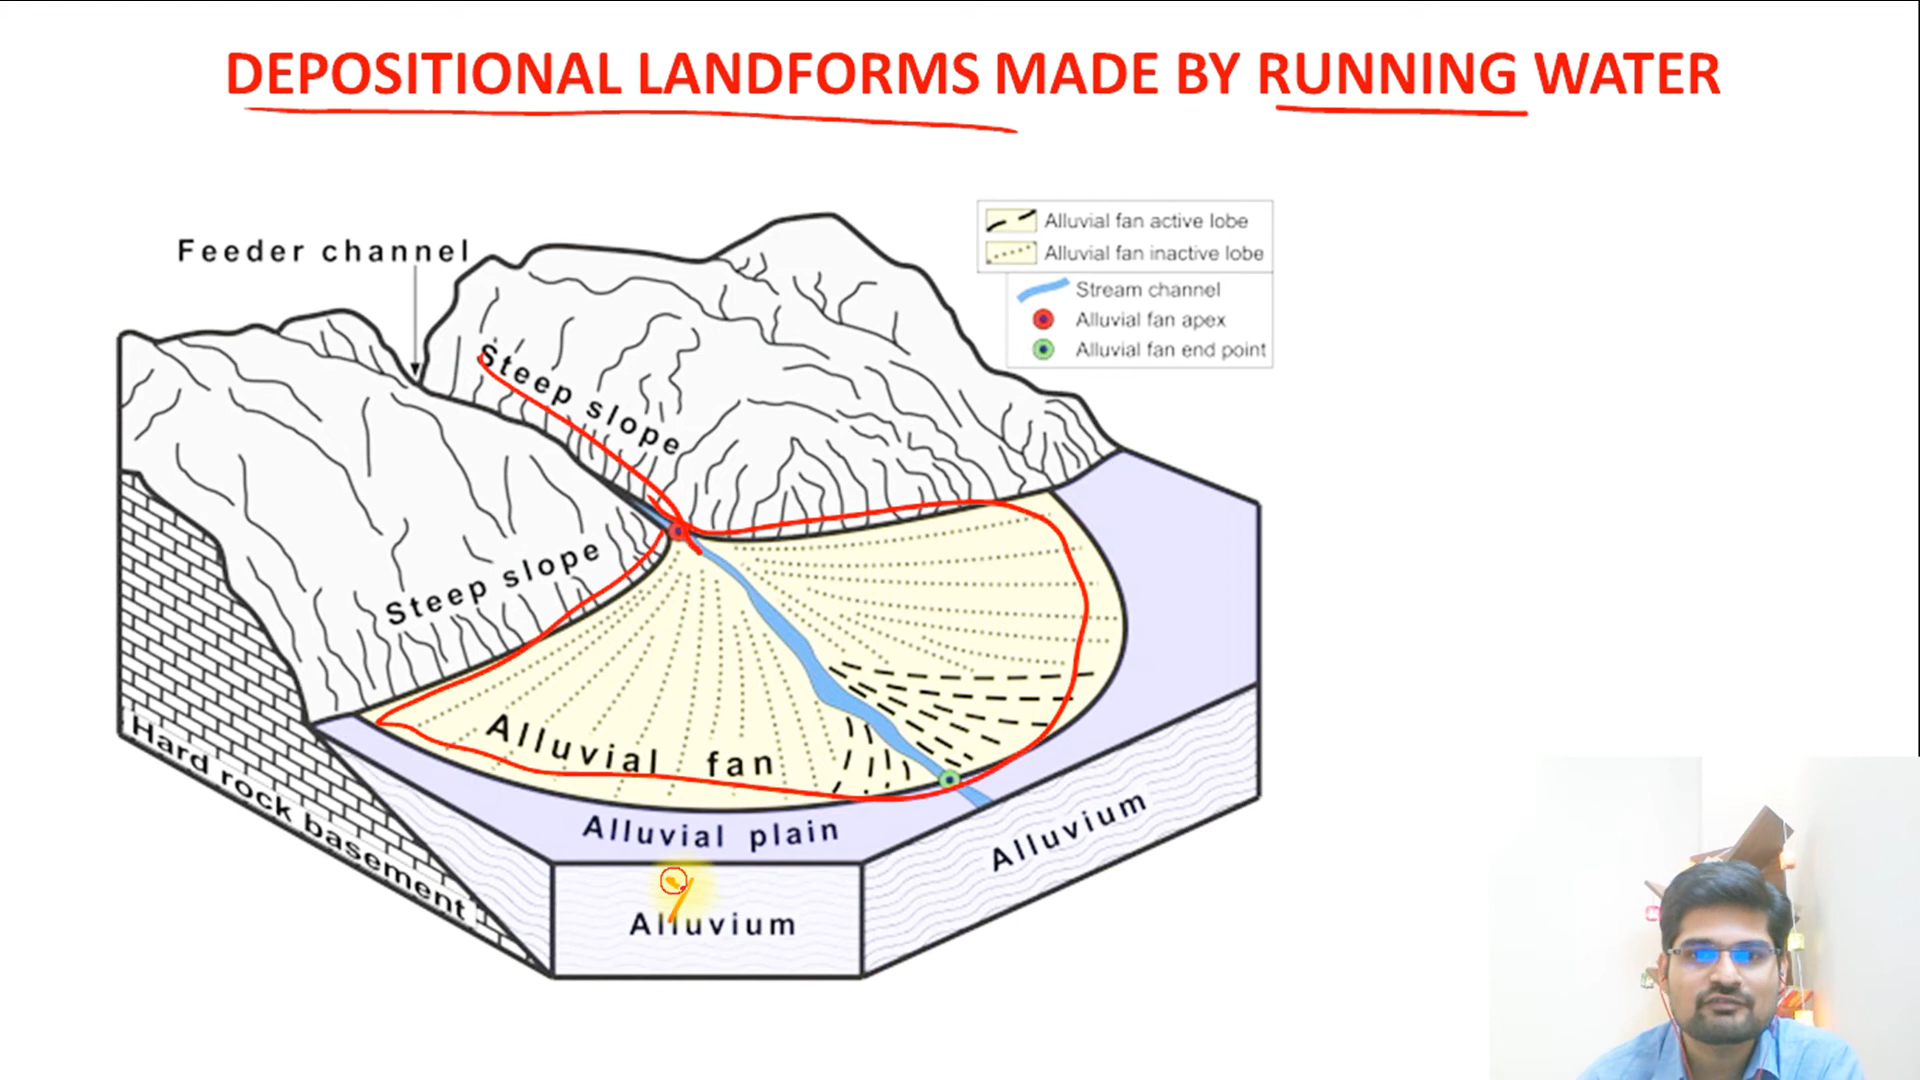 DEPOSITIONAL LANDFORMS MADE BY RUNNING WATER
Feeder channel
Alluvial fan active lobe
Alluvial fan inactive lobe
Stream channel
Alluvial fan apex
Alluvial fan end point
Steep slope
Steep slope
Alluvial fan
Alluvial plain
Hard rock basement
Alluvium
Alluvium